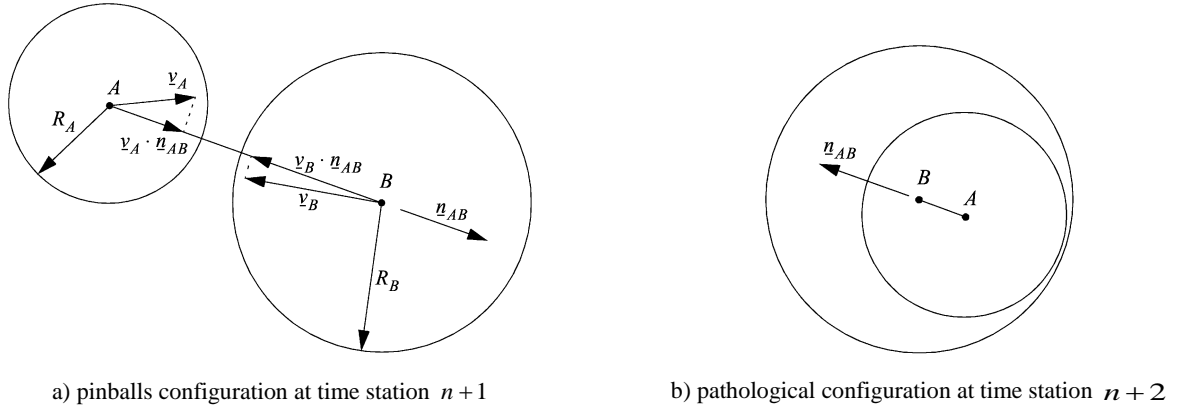 A
v_A
R_A
v_A · n_AB
v_B · n_AB
B
v_B
n_AB
R_B
n_AB
B
A
a) pinballs configuration at time station n + 1
b) pathological configuration at time station n + 2